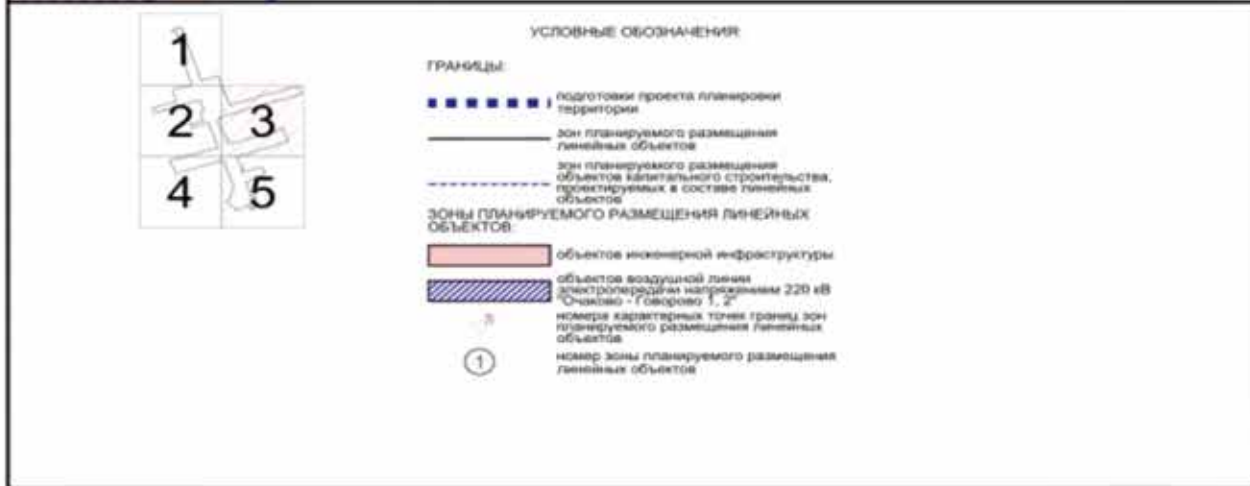 1
2 3
4 5
УСЛОВНЫЕ ОБОЗНАЧЕНИЯ
ГРАНИЦЫ:
подготовки проекта планировки
территории
зон планируемого размещения
линейных объектов
зон планируемого размещения
объектов капитального строительства,
проектируемых в составе линейных
объектов
ЗОНЫ ПЛАНИРУЕМОГО РАЗМЕЩЕНИЯ ЛИНЕЙНЫХ
ОБЪЕКТОВ:
объектов инженерной инфраструктуры
объектов воздушной линии
электропередачи напряжением 220 кВ
"Очаково - Говорово 1, 2"
номера характерных точек границ зон
планируемого размещения линейных
объектов
1
номер зоны планируемого размещения
линейных объектов